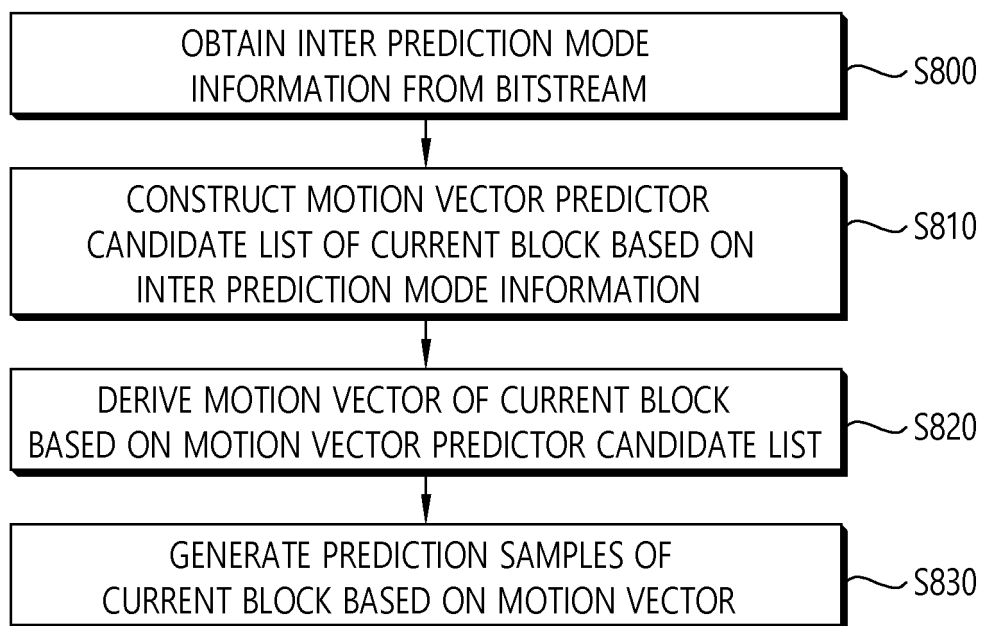 OBTAIN INTER PREDICTION MODE
INFORMATION FROM BITSTREAM
S800
CONSTRUCT MOTION VECTOR PREDICTOR
CANDIDATE LIST OF CURRENT BLOCK BASED ON
INTER PREDICTION MODE INFORMATION
S810
DERIVE MOTION VECTOR OF CURRENT BLOCK
BASED ON MOTION VECTOR PREDICTOR CANDIDATE LIST
S820
GENERATE PREDICTION SAMPLES OF
CURRENT BLOCK BASED ON MOTION VECTOR
S830